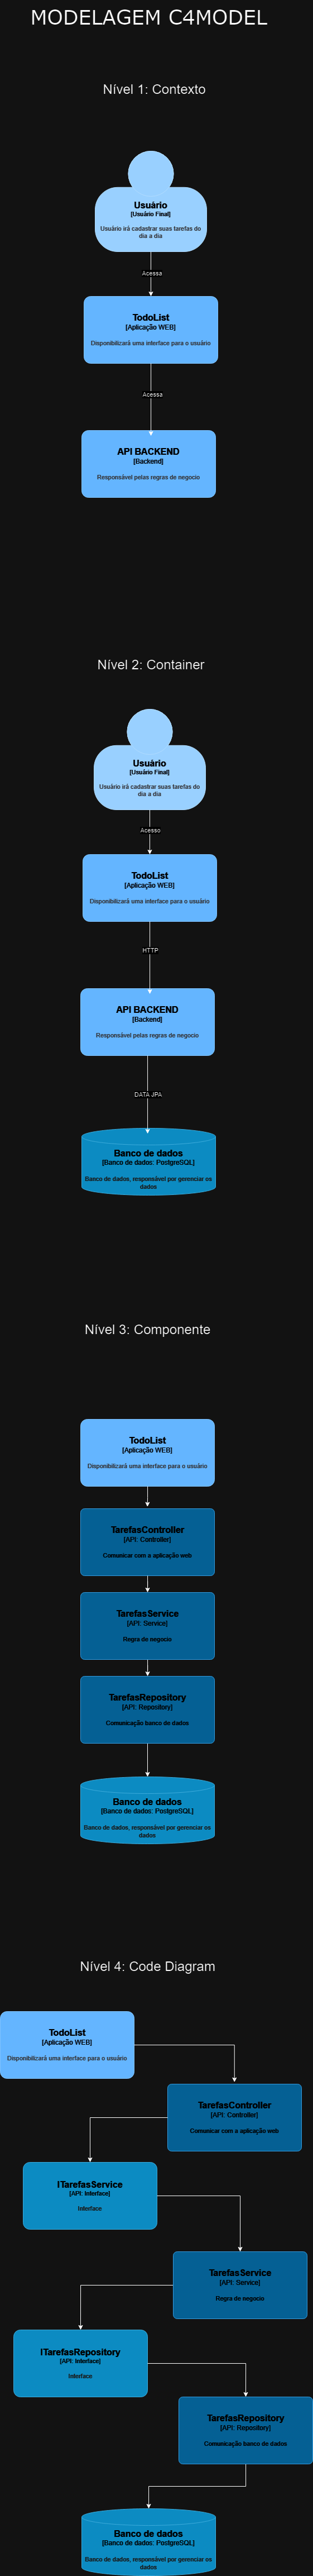 MODELAGEM C4MODEL
Nível 1: Contexto
Usuário
[Usuário Final]
Usuário irá cadastrar suas tarefas do
dia a dia
Acessa
TodoList
[Aplicação WEB]
Disponibilizará uma interface para o usuário
Acessa
API BACKEND
[Backend]
Responsável pelas regras de negocio
Nível 2: Container
Usuário
[Usuário Final]
Usuário irá cadastrar suas tarefas do
dia a dia
Acesso
TodoList
[Aplicação WEB]
Disponibilizará uma interface para o usuário
HTTP
API BACKEND
[Backend]
Responsável pelas regras de negocio
DATA JPA
Banco de dados
[Banco de dados: PostgreSQL]
Banco de dados, responsável por gerenciar os
dados
Nível 3: Componente
TodoList
[Aplicação WEB]
Disponibilizará uma interface para o usuário
TarefasController
[API: Controller]
Comunicar com a aplicação web
TarefasService
[API: Service]
Regra de negocio
TarefasRepository
[API: Repository]
Comunicação banco de dados
Banco de dados
[Banco de dados: PostgreSQL]
Banco de dados, responsável por gerenciar os
dados
Nível 4: Code Diagram
TodoList
[Aplicação WEB]
Disponibilizará uma interface para o usuário
TarefasController
[API: Controller]
Comunicar com a aplicação web
ITarefasService
[API: Interface]
Interface
TarefasService
[API: Service]
Regra de negocio
ITarefasRepository
[API: Interface]
Interface
TarefasRepository
[API: Repository]
Comunicação banco de dados
Banco de dados
[Banco de dados: PostgreSQL]
Banco de dados, responsável por gerenciar os
dados